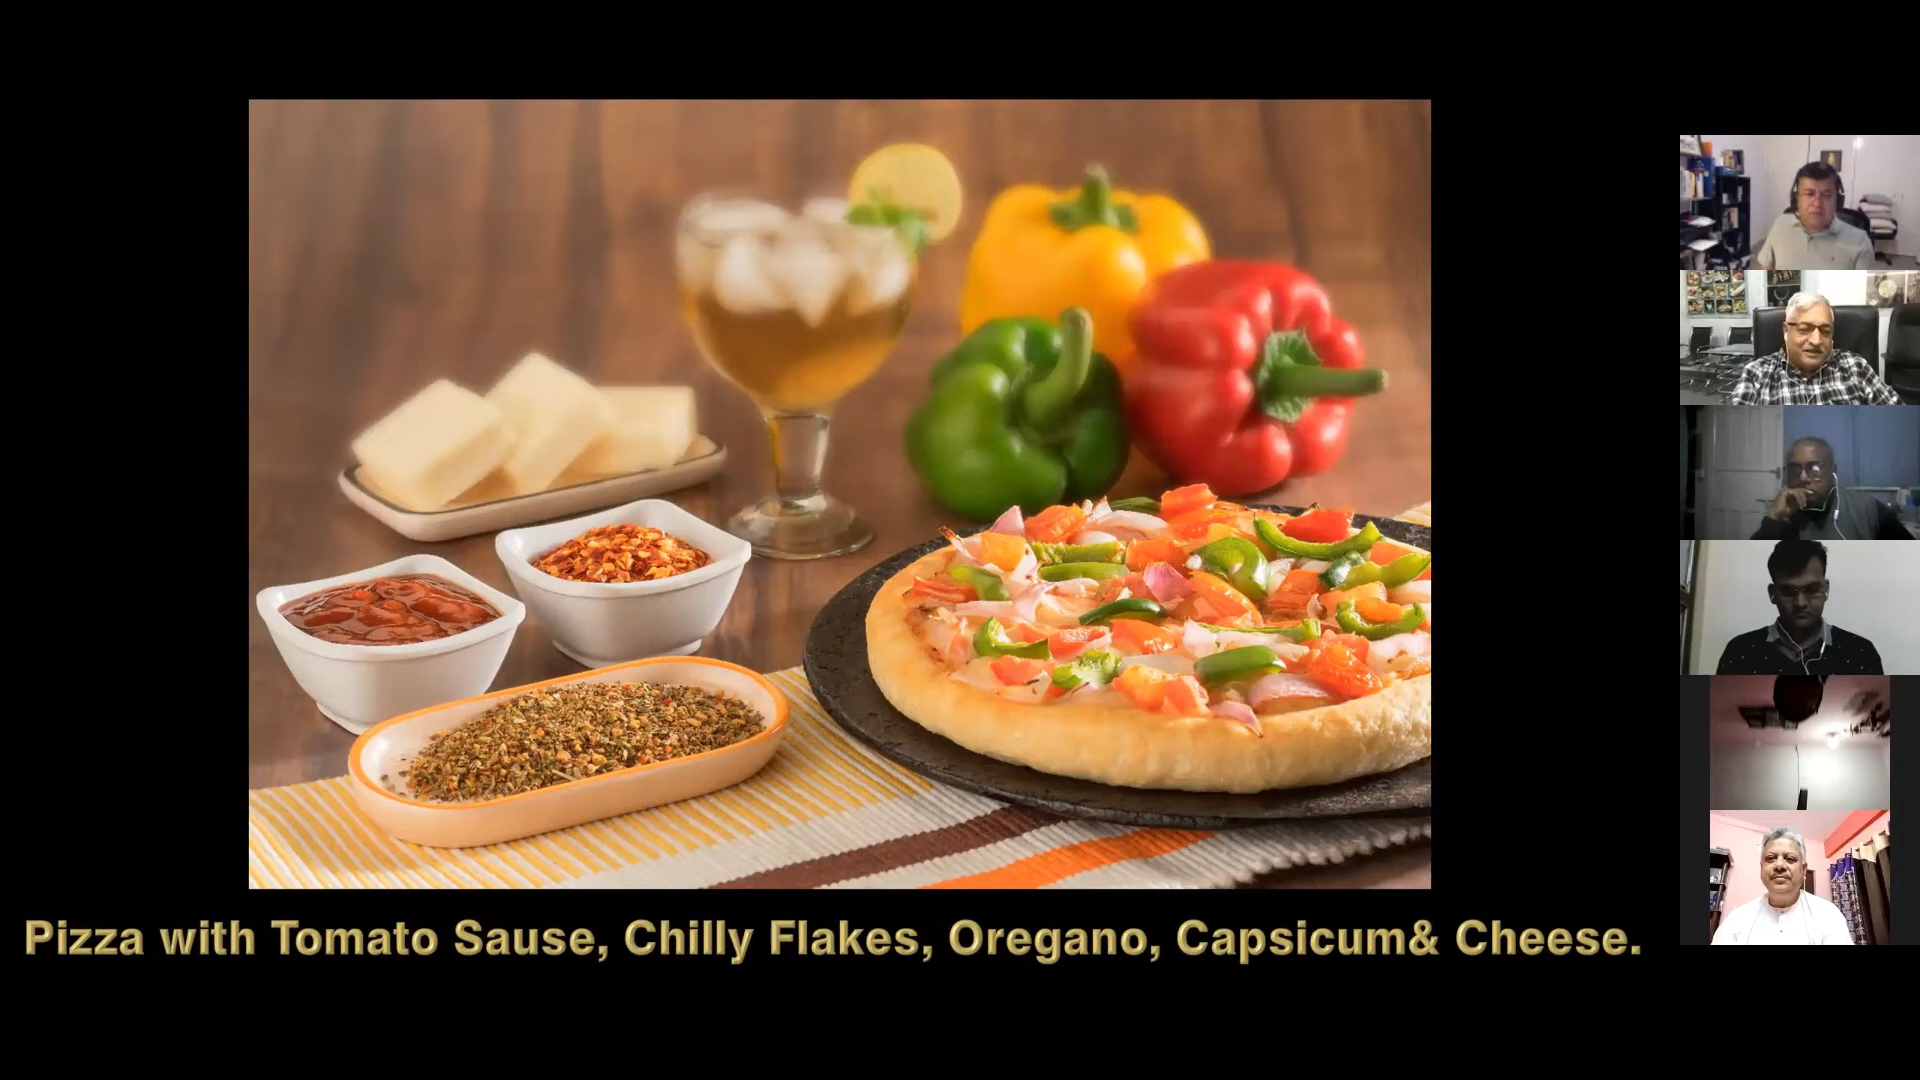 Pizza with Tomato Sause, Chilly Flakes, Oregano, Capsicum& Cheese.